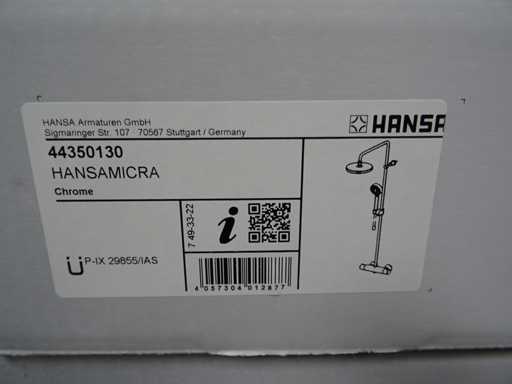 HANSA Armaturen GmbH
Sigmaringer Str. 107 · 70567 Stuttgart / Germany
HANSA
44350130
HANSAMICRA
Chrome
7 49-33-22
i
Ü P-IX 29855/IAS
4 057304 012877